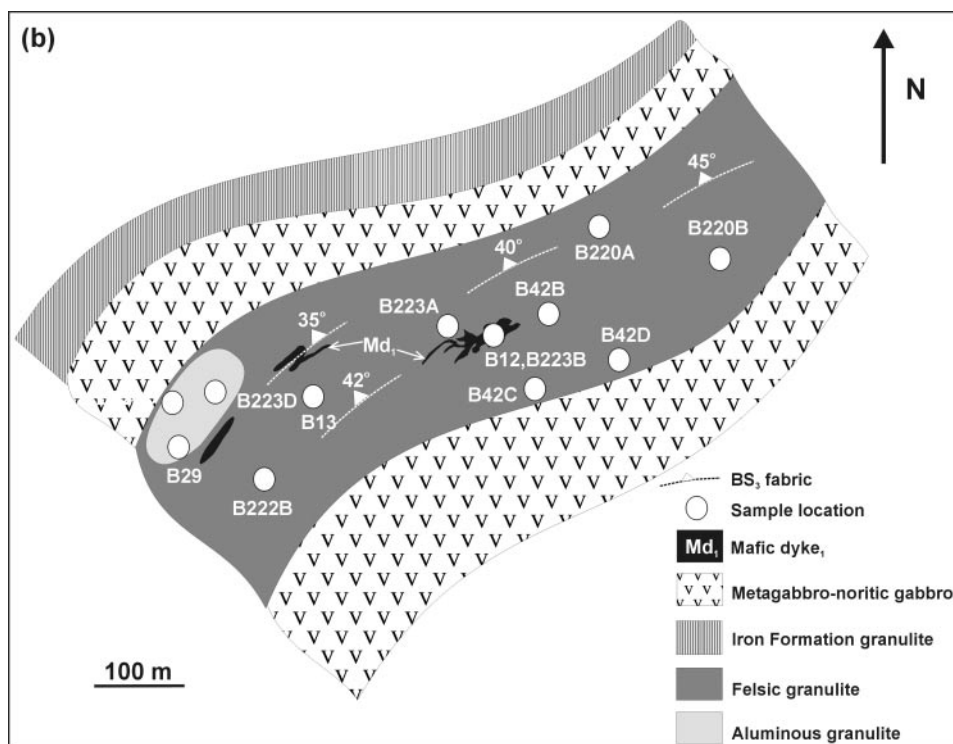 (b)
N
45°
B220A
B220B
40°
B42B
B223A
35°
Md₁
B12,B223B
B42D
42°
B42C
B223D
B13
B29
B222B
BS₃ fabric
Sample location
Md₁ Mafic dyke₁
V V Metagabbro-noritic gabbro
Iron Formation granulite
Felsic granulite
Aluminous granulite
100 m